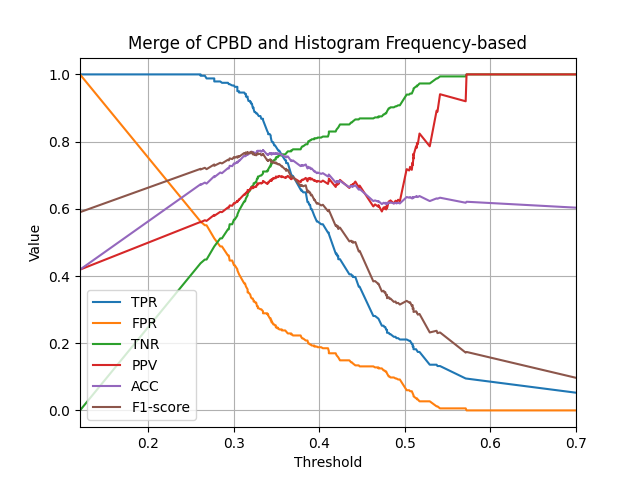 Merge of CPBD and Histogram Frequency-based
Value
1.0
0.8
0.6
0.4
0.2
0.0
TPR
FPR
TNR
PPV
ACC
F1-score
0.2 0.3 0.4 0.5 0.6 0.7
Threshold